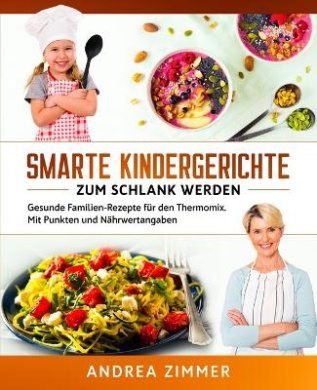 SMARTE KINDERGERICHTE
ZUM SCHLANK WERDEN
Gesunde Familien-Rezepte für den Thermomix.
Mit Punkten und Nährwertangaben
ANDREA ZIMMER